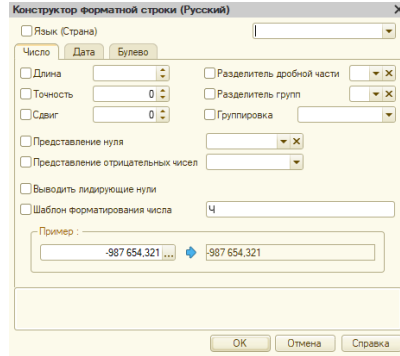 Конструктор форматной строки (Русский)
Язык (Страна)
Число Дата Булево
Длина Разделитель дробной части
Точность 0 Разделитель групп
Сдвиг 0 Группировка
Представление нуля
Представление отрицательных чисел
Выводить лидирующие нули
Шаблон форматирования числа Ч
Пример :
-987 654,321 ... -987 654,321
OK Отмена Справка